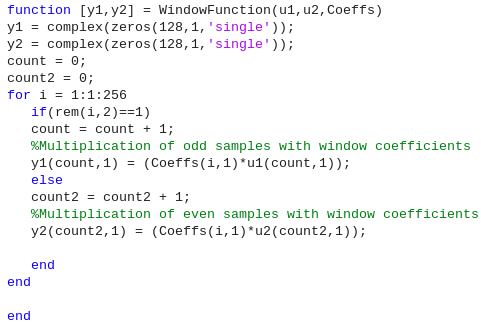 function [y1,y2] = WindowFunction(u1,u2,Coeffs)
y1 = complex(zeros(128,1,'single'));
y2 = complex(zeros(128,1,'single'));
count = 0;
count2 = 0;
for i = 1:1:256
   if(rem(i,2)==1)
   count = count + 1;
   %Multiplication of odd samples with window coefficients
   y1(count,1) = (Coeffs(i,1)*u1(count,1));
   else
   count2 = count2 + 1;
   %Multiplication of even samples with window coefficients
   y2(count2,1) = (Coeffs(i,1)*u2(count2,1));
   end
end
end